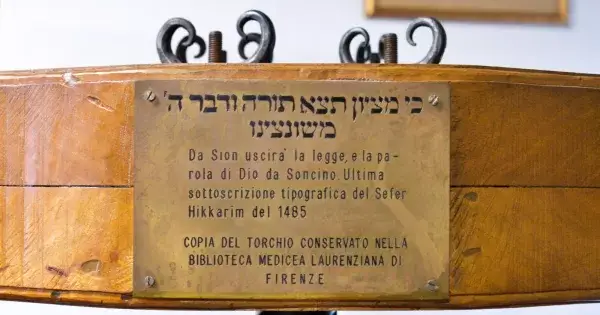 כי מציון תצא תורה ודבר ה'
משונצינו
Da Sion uscirà la legge, e la pa-
rola di Dio da Soncino. Ultima
sottoscrizione tipografica del Sefer
Hikkarim del 1485
COPIA DEL TORCHIO CONSERVATO NELLA
BIBLIOTECA MEDICEA LAURENZIANA DI
FIRENZE